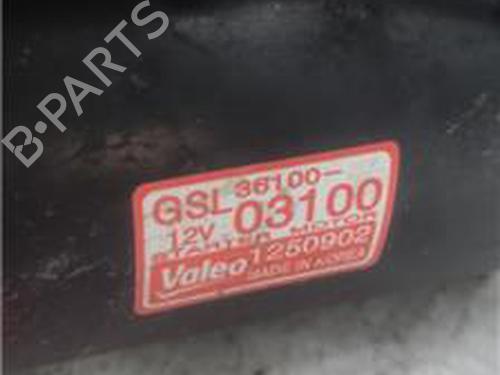 B-PARTS
GSL 36100-
12V 03100
STARTER MOTOR
Valeo 1250902
MADE IN KOREA